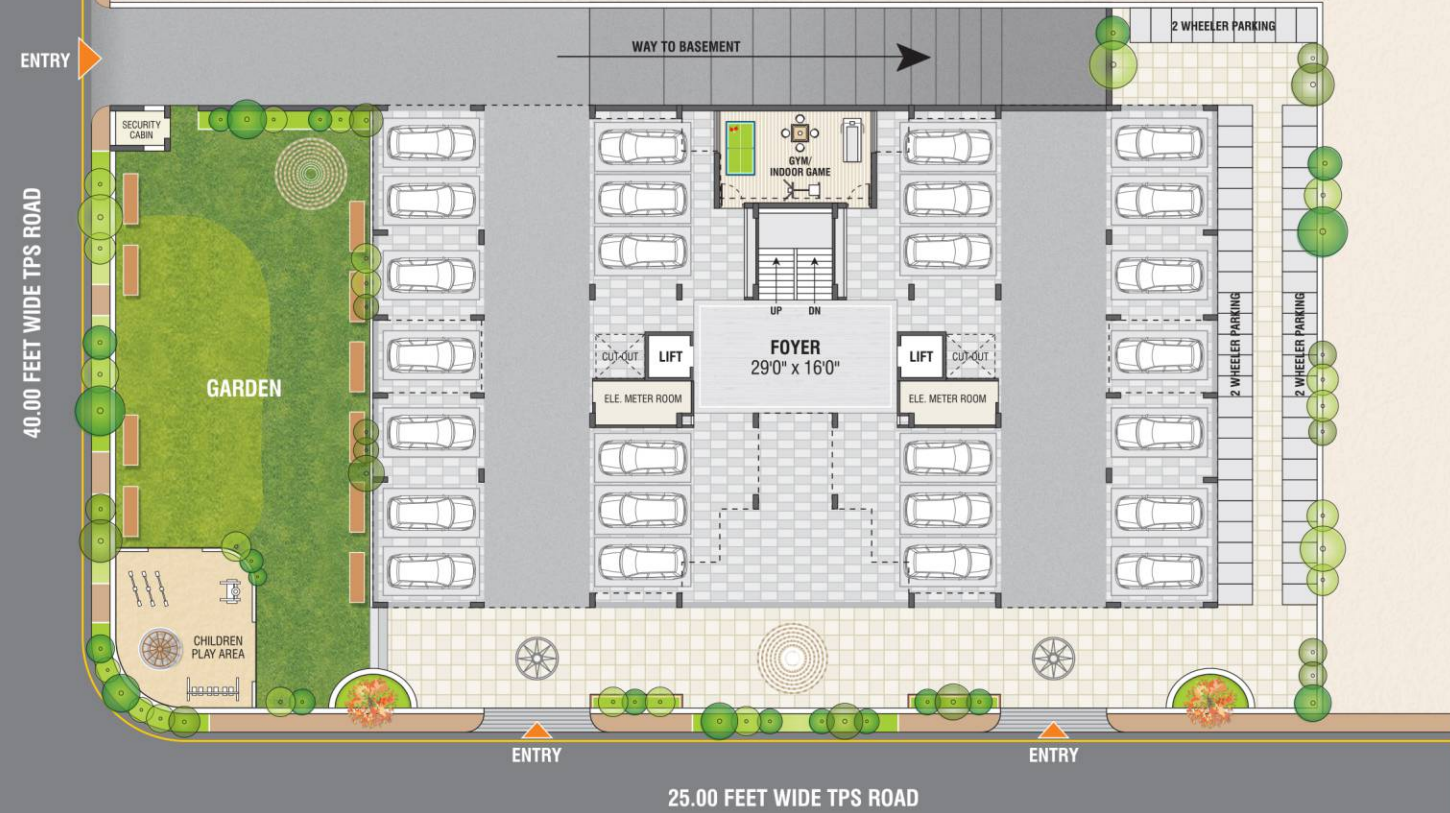 2 WHEELER PARKING
ENTRY
WAY TO BASEMENT
SECURITY
CABIN
GYM/
INDOOR GAME
40.00 FEET WIDE TPS ROAD
UP
DN
2 WHEELER PARKING
2 WHEELER PARKING
GARDEN
CUT-OUT
LIFT
FOYER
29'0" x 16'0"
LIFT
CUT-OUT
ELE. METER ROOM
ELE. METER ROOM
CHILDREN
PLAY AREA
ENTRY
ENTRY
25.00 FEET WIDE TPS ROAD